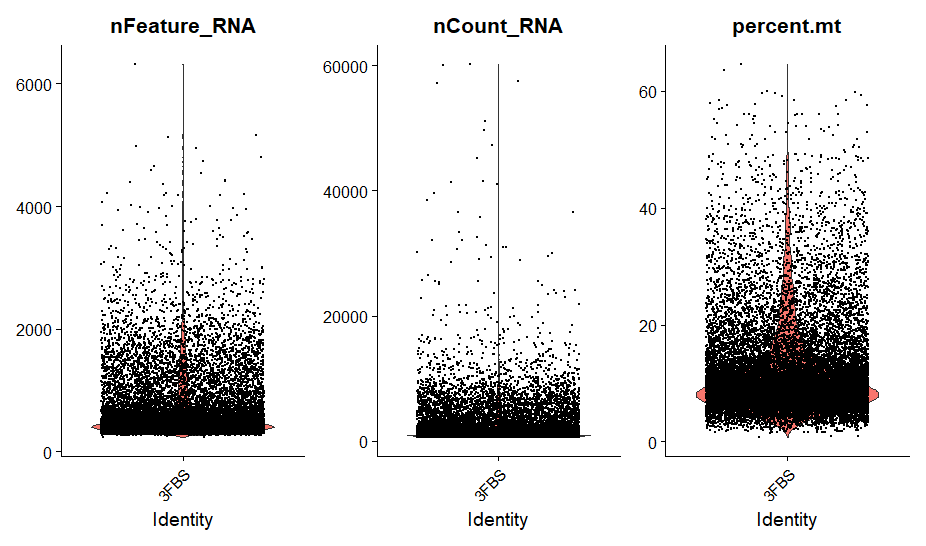 nFeature_RNA
6000
4000
2000
0
3FBS
Identity
nCount_RNA
60000
40000
20000
0
3FBS
Identity
percent.mt
60
40
20
0
3FBS
Identity